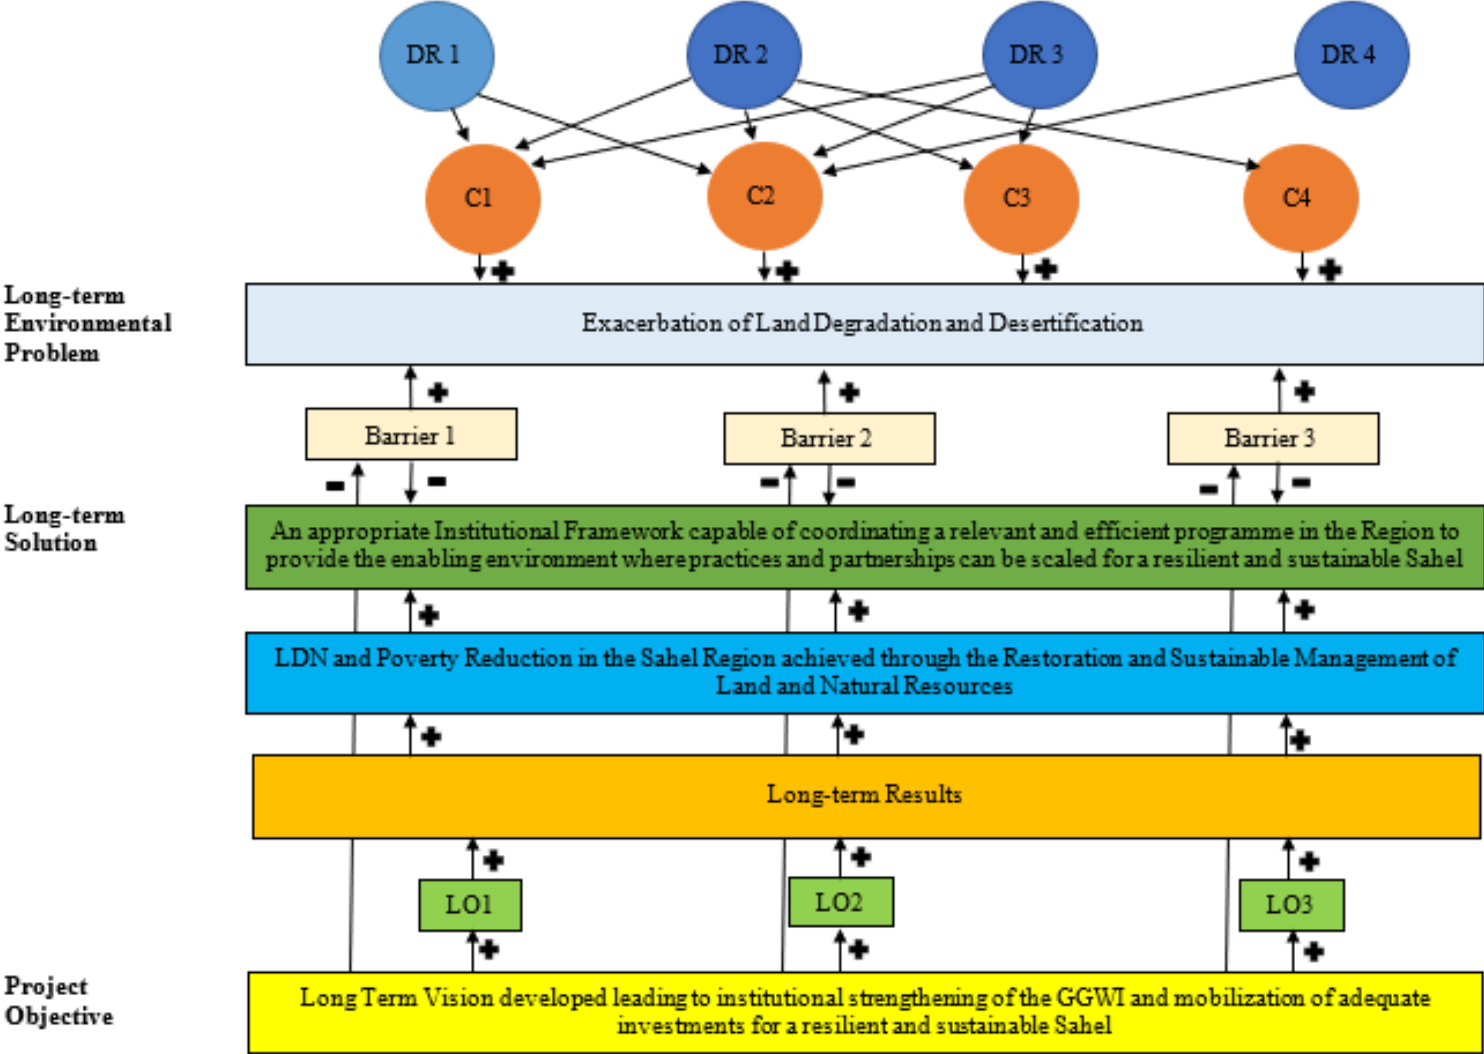 DR 1
DR 2
DR 3
DR 4
C1
C2
C3
C4
+
+
+
+
Long-term
Environmental
Problem
Exacerbation of Land Degradation and Desertification
+
+
+
Barrier 1
Barrier 2
Barrier 3
-
-
-
-
-
-
Long-term
Solution
An appropriate Institutional Framework capable of coordinating a relevant and efficient programme in the Region to
provide the enabling environment where practices and partnerships can be scaled for a resilient and sustainable Sahel
+
+
+
LDN and Poverty Reduction in the Sahel Region achieved through the Restoration and Sustainable Management of
Land and Natural Resources
+
+
+
Long-term Results
+
+
+
LO1
LO2
LO3
+
+
+
Project
Objective
Long Term Vision developed leading to institutional strengthening of the GGWI and mobilization of adequate
investments for a resilient and sustainable Sahel